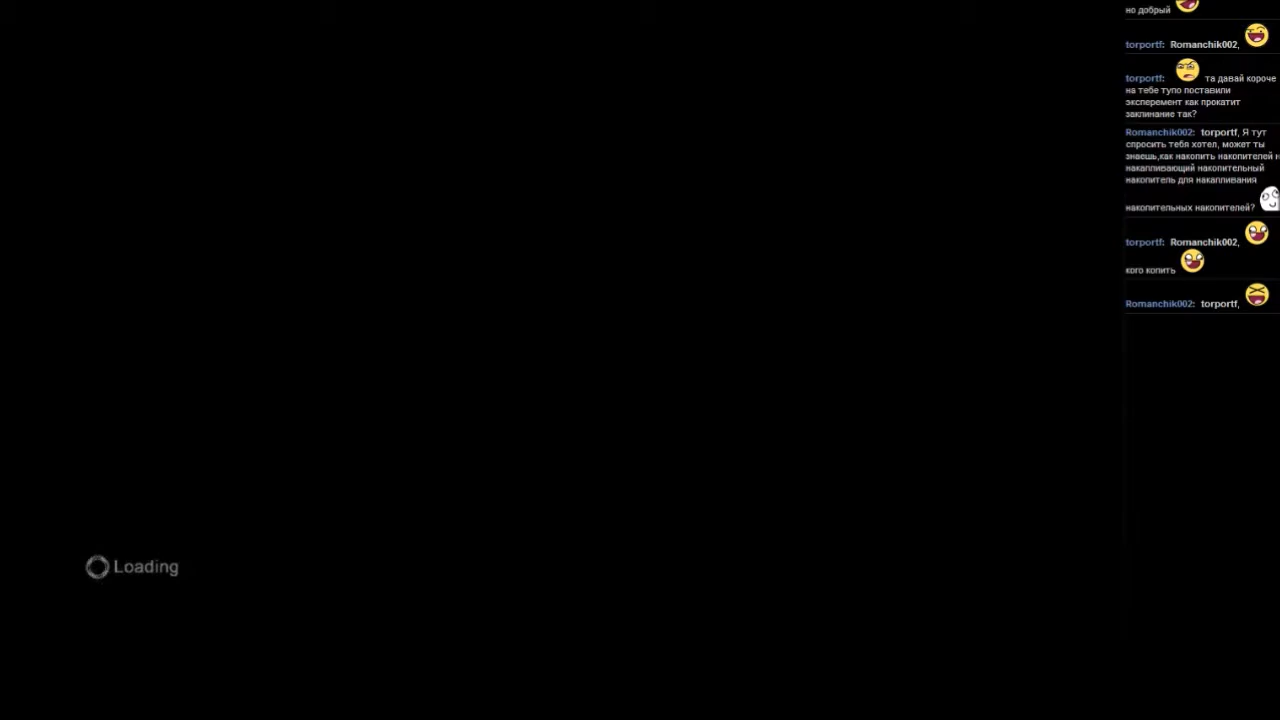 но добрый
torportf: Romanchik002,
torportf: та давай короче
на тебе тупо поставили
эксперемент как прокатит
заклинание так?
Romanchik002: torportf, Я тут
спросить тебя хотел, может ты
знаешь,как накопить накопителей
накапливающий накопительный
накопитель для накапливания
накопительных накопителей?
torportf: Romanchik002,
кого копить
Romanchik002: torportf,
Loading